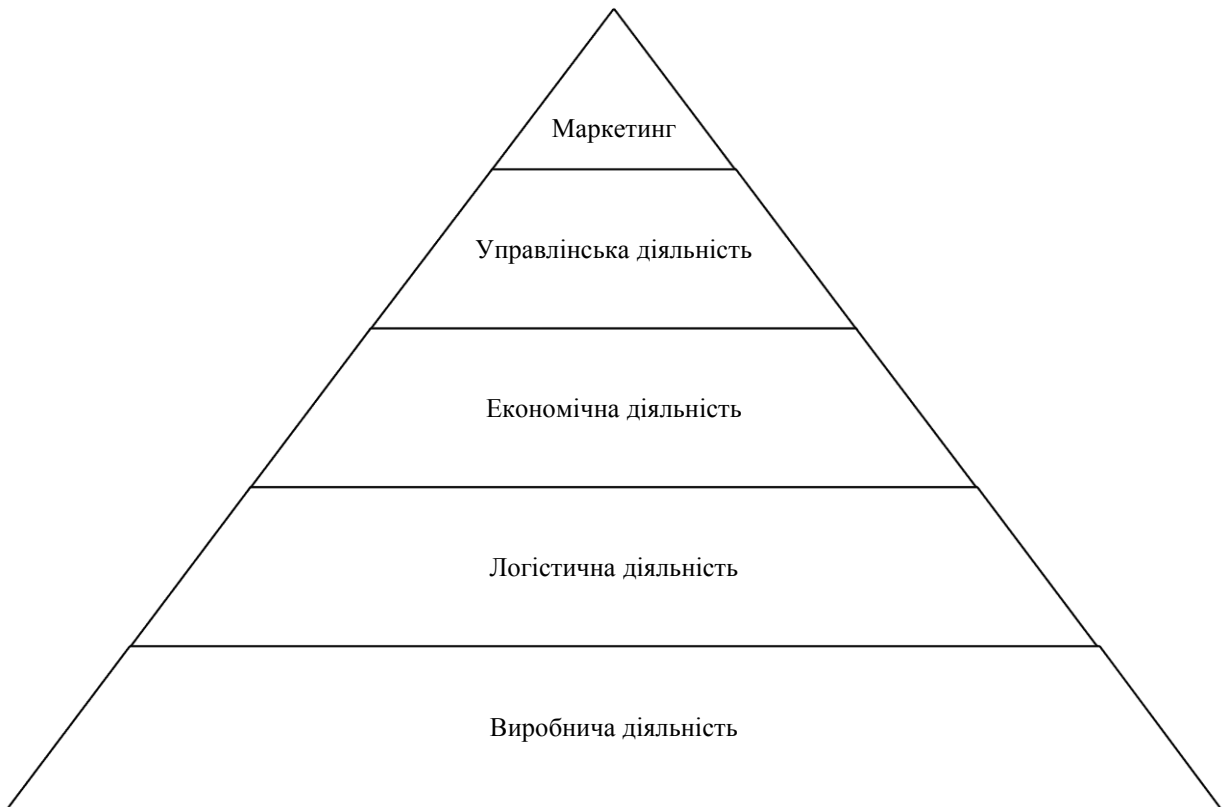 Маркетинг
Управлінська діяльність
Економічна діяльність
Логістична діяльність
Виробнича діяльність